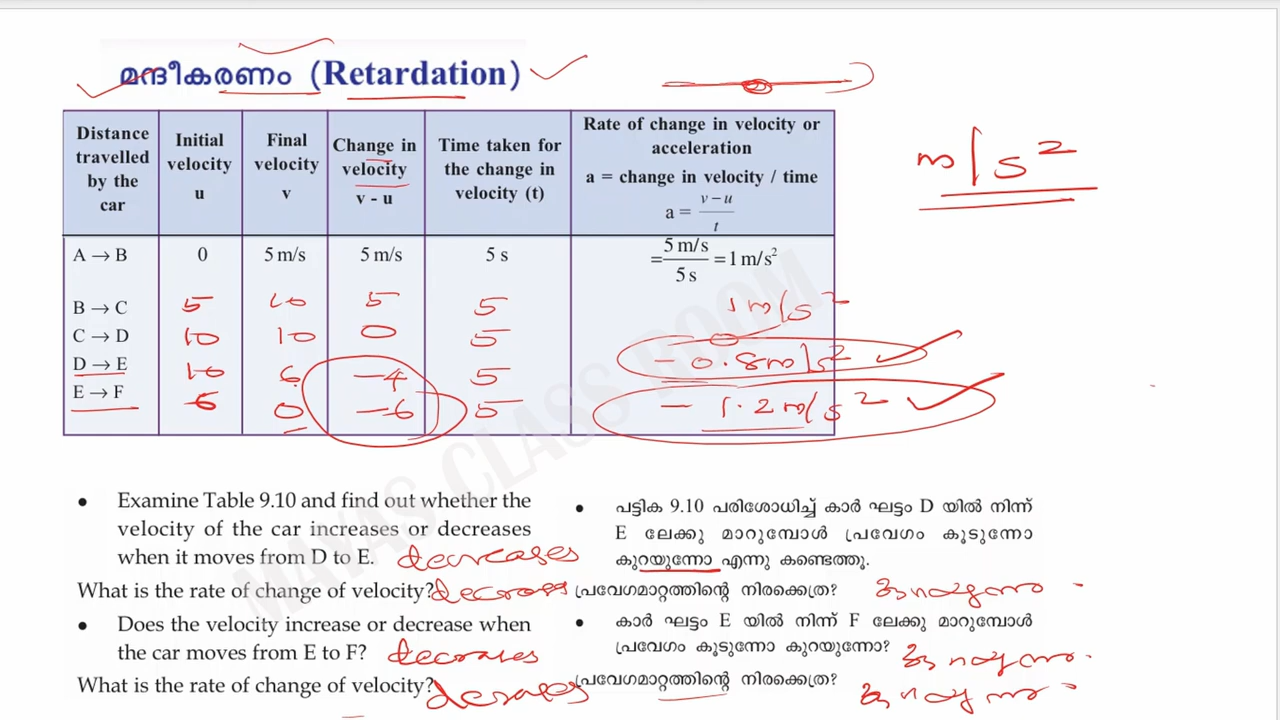 മന്ദീകരണം (Retardation)
m/s²
Distance travelled by the car | Initial velocity u | Final velocity v | Change in velocity v - u | Time taken for the change in velocity (t) | Rate of change in velocity or acceleration a = change in velocity / time a = v − u / t
A → B | 0 | 5 m/s | 5 m/s | 5 s | = 5 m/s / 5 s = 1 m/s²
B → C | 5 | 10 | 5 | 5 | 1 m/s²
C → D | 10 | 10 | 0 | 5 | 0
D → E | 10 | 6 | -4 | 5 | - 0.8m/s²
E → F | 6 | 0 | -6 | 5 | - 1.2 m/s²
• Examine Table 9.10 and find out whether the
velocity of the car increases or decreases
when it moves from D to E. decreases
What is the rate of change of velocity?
• Does the velocity increase or decrease when
the car moves from E to F?
What is the rate of change of velocity?
• പട്ടിക 9.10 പരിശോധിച്ച് കാർ ഘട്ടം D യിൽ നിന്ന്
E ലേക്കു മാറുമ്പോൾ പ്രവേഗം കൂടുന്നോ
കുറയുന്നോ എന്നു കണ്ടെത്തൂ.
പ്രവേഗമാറ്റത്തിന്റെ നിരക്കെത്ര?
• കാർ ഘട്ടം E യിൽ നിന്ന് F ലേക്കു മാറുമ്പോൾ
പ്രവേഗം കൂടുന്നോ കുറയുന്നോ?
പ്രവേഗമാറ്റത്തിന്റെ നിരക്കെത്ര?
MAYAS CLASS ROOM